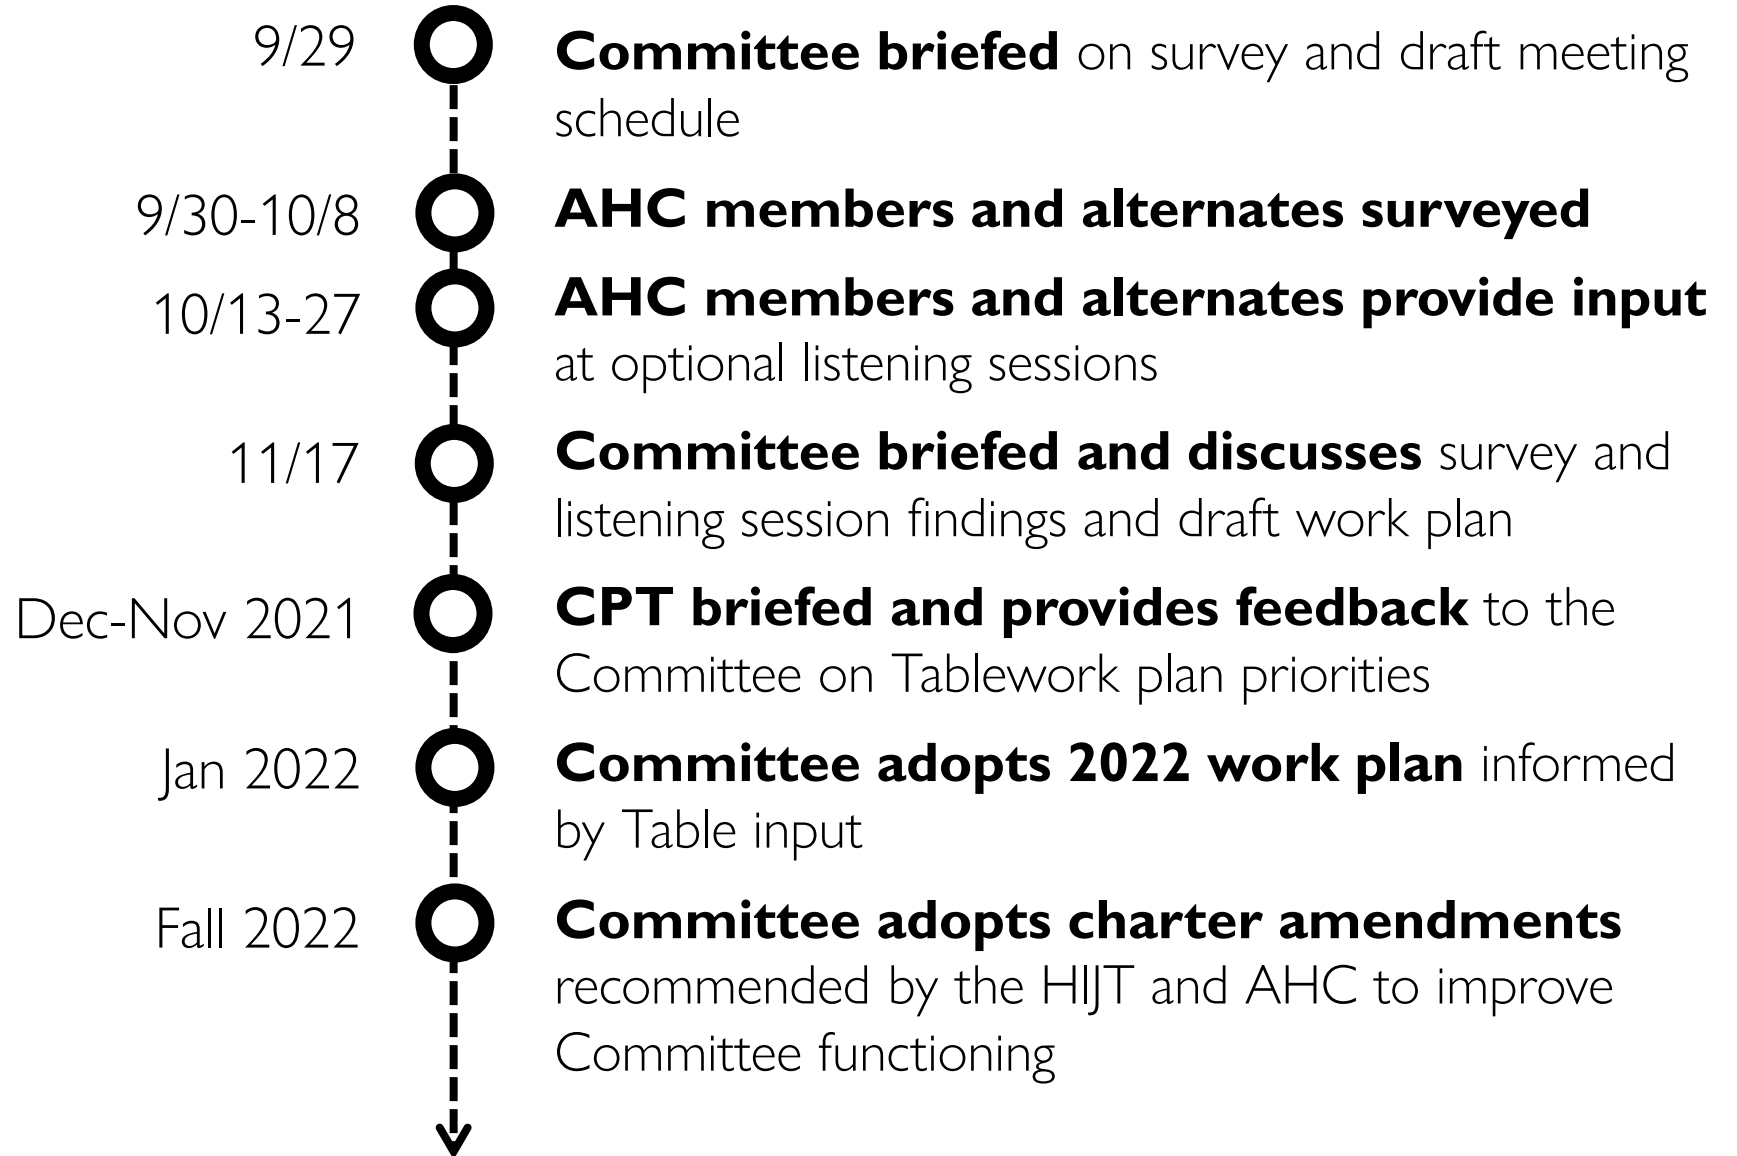 9/29
Committee briefed on survey and draft meeting
schedule
9/30-10/8
AHC members and alternates surveyed
10/13-27
AHC members and alternates provide input
at optional listening sessions
11/17
Committee briefed and discusses survey and
listening session findings and draft work plan
Dec-Nov 2021
CPT briefed and provides feedback to the
Committee on Tablework plan priorities
Jan 2022
Committee adopts 2022 work plan informed
by Table input
Fall 2022
Committee adopts charter amendments
recommended by the HIJT and AHC to improve
Committee functioning